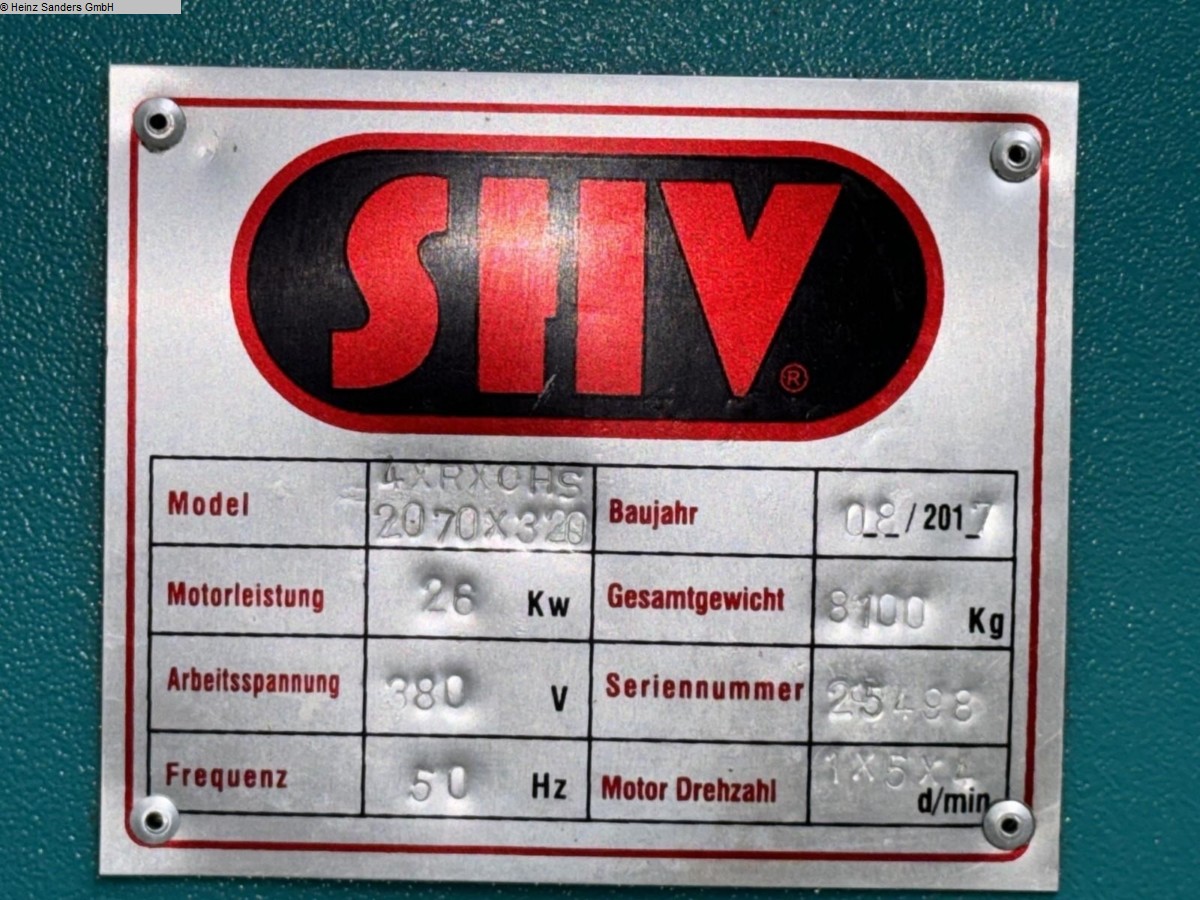 © Heinz Sanders GmbH
SHV
®
Model
4XRXCHS
2070X320
Baujahr
08/2017
Motorleistung
26 Kw
Gesamtgewicht
8100 Kg
Arbeitsspannung
380 V
Seriennummer
25498
Frequenz
50 Hz
Motor Drehzahl
1X5X4
d/min